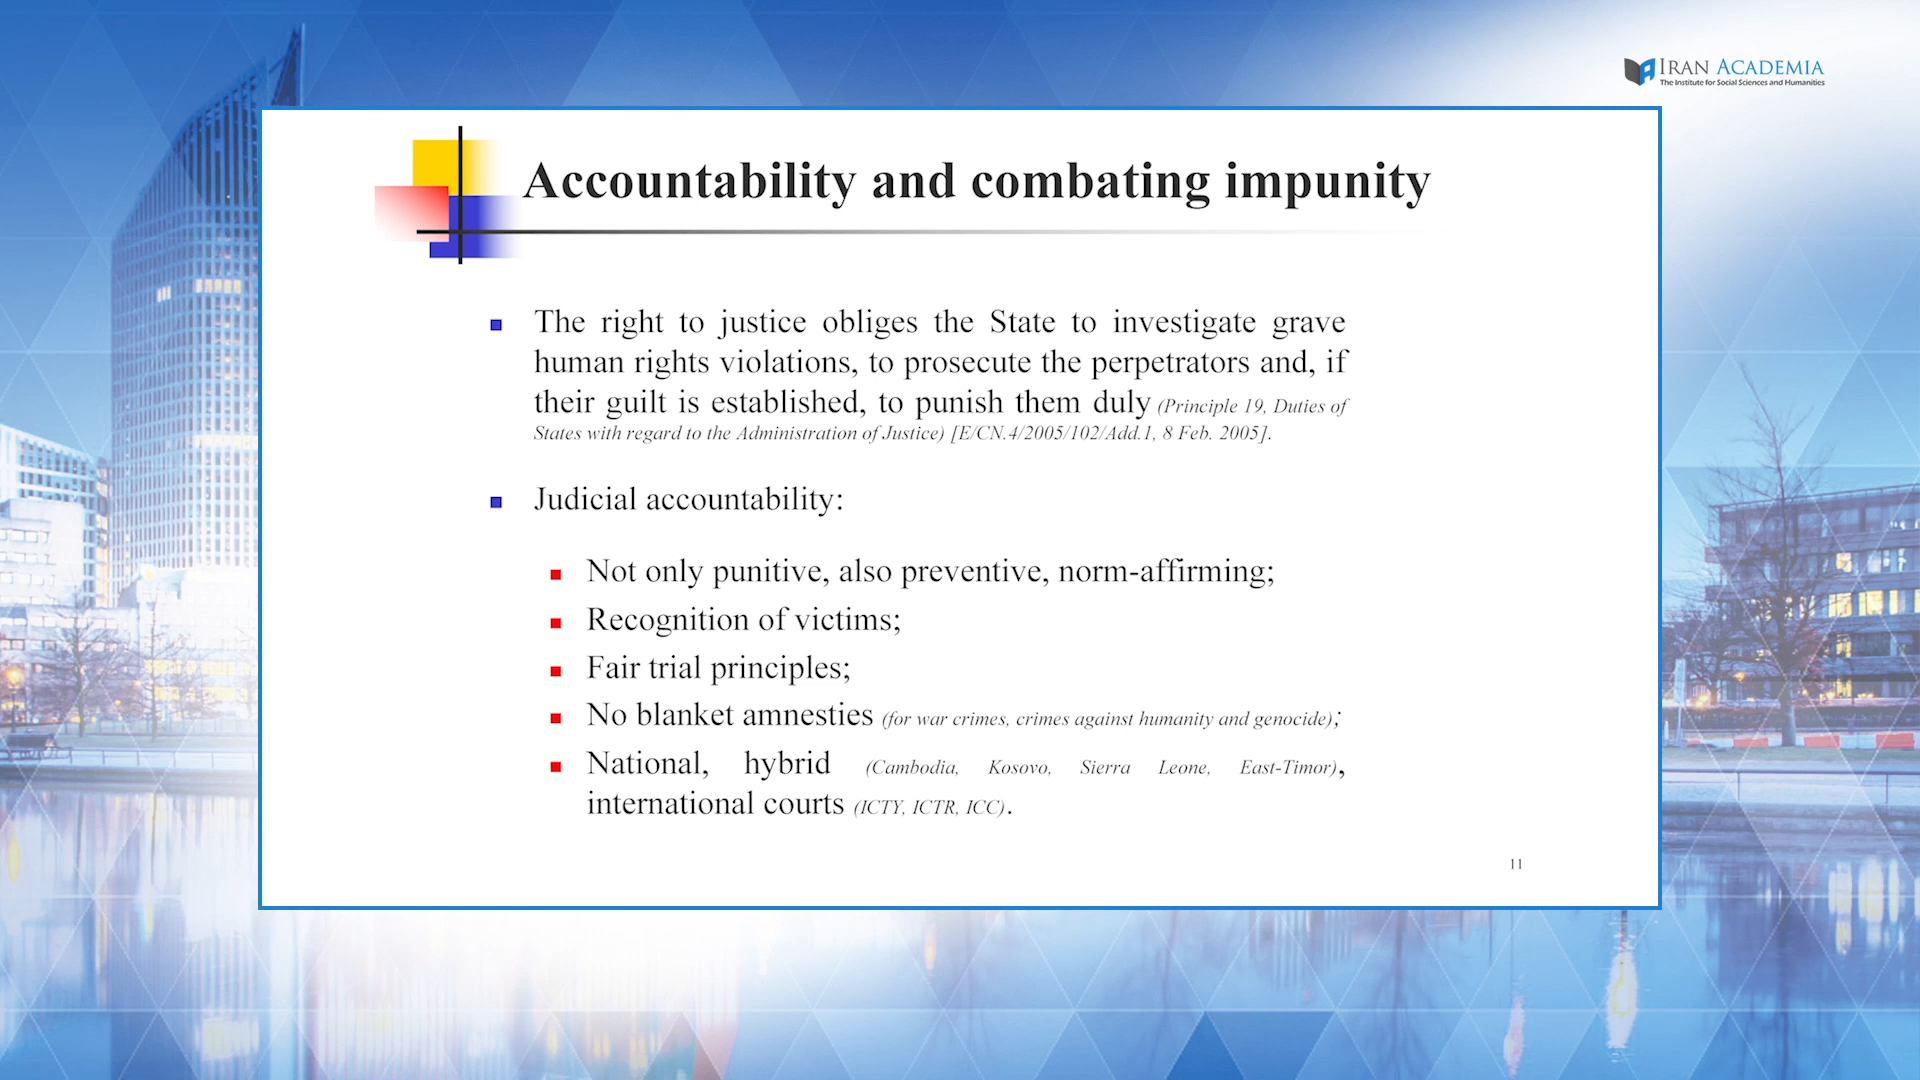 IRAN ACADEMIA
The Institute for Social Sciences and Humanities
Accountability and combating impunity
The right to justice obliges the State to investigate grave
human rights violations, to prosecute the perpetrators and, if
their guilt is established, to punish them duly (Principle 19, Duties of
States with regard to the Administration of Justice) [E/CN.4/2005/102/Add.1, 8 Feb. 2005].
Judicial accountability:
Not only punitive, also preventive, norm-affirming;
Recognition of victims;
Fair trial principles;
No blanket amnesties (for war crimes, crimes against humanity and genocide);
National, hybrid (Cambodia, Kosovo, Sierra Leone, East-Timor),
international courts (ICTY, ICTR, ICC).
11